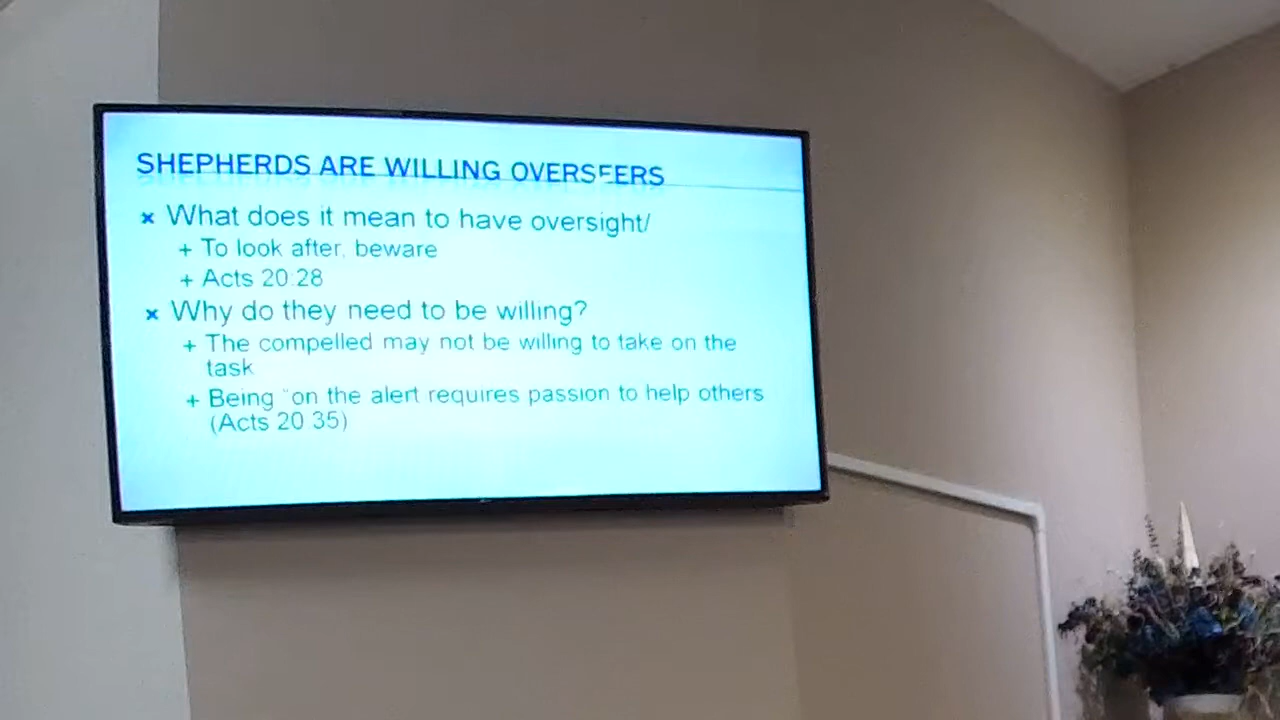 SHEPHERDS ARE WILLING OVERSEERS
× What does it mean to have oversight/
+ To look after, beware
+ Acts 20:28
× Why do they need to be willing?
+ The compelled may not be willing to take on the
task
+ Being "on the alert requires passion to help others
(Acts 20 35)